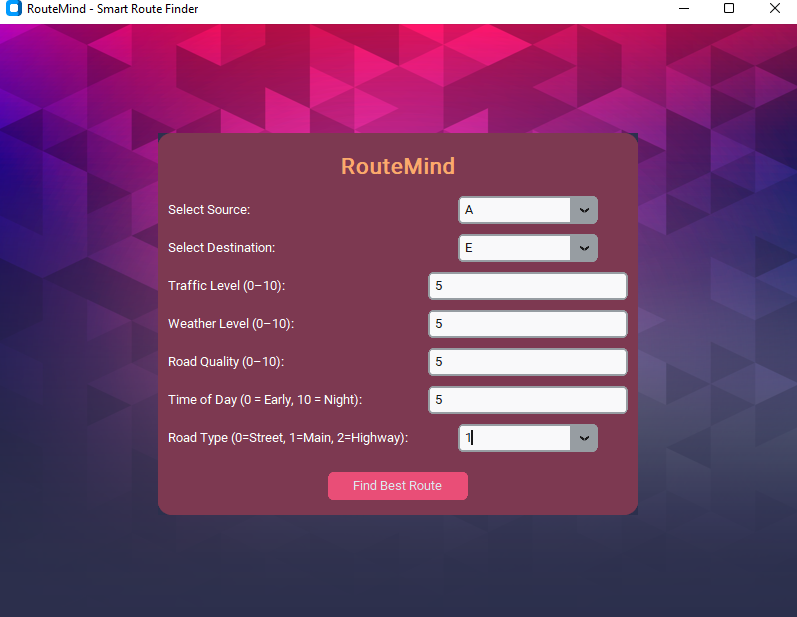 RouteMind - Smart Route Finder
RouteMind
Select Source: A
Select Destination: E
Traffic Level (0–10): 5
Weather Level (0–10): 5
Road Quality (0–10): 5
Time of Day (0 = Early, 10 = Night): 5
Road Type (0=Street, 1=Main, 2=Highway): 1
Find Best Route